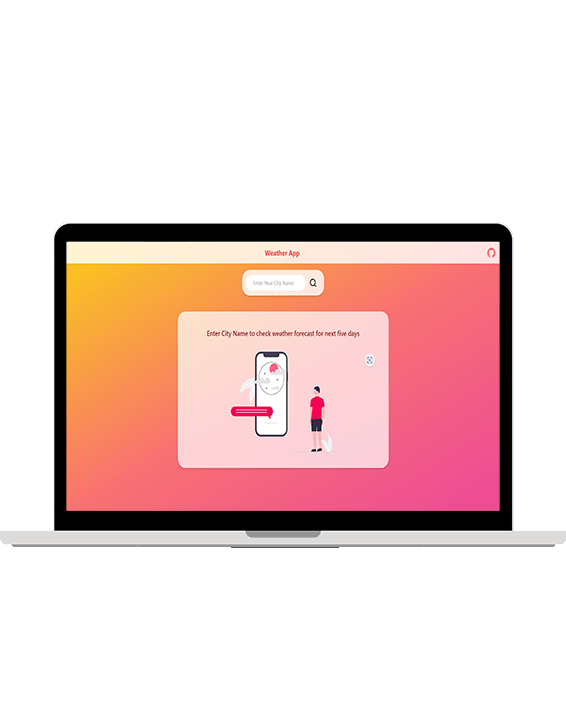 Weather App
Enter Your City Name
Enter City Name to check weather forecast for next five days